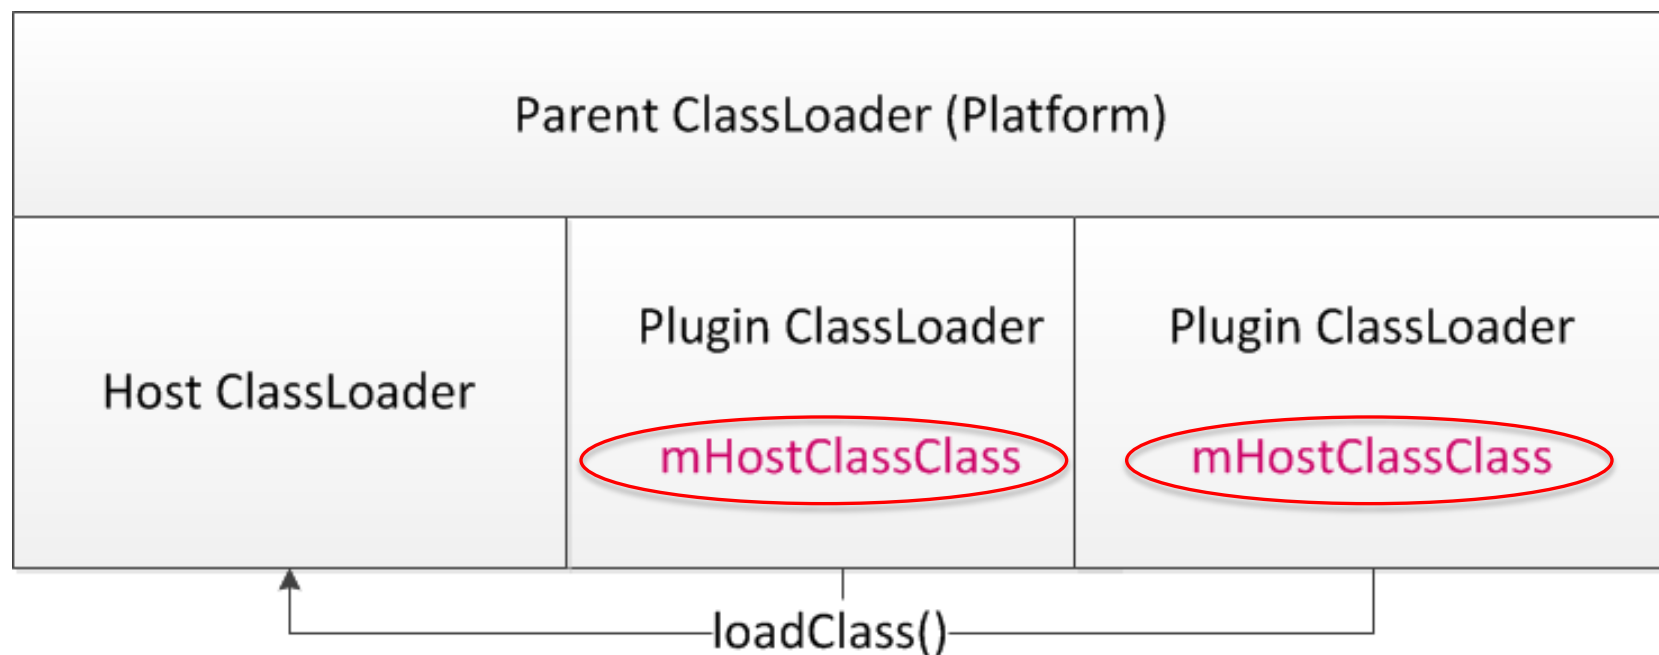 Parent ClassLoader (Platform)
Host ClassLoader
Plugin ClassLoader
mHostClassClass
Plugin ClassLoader
mHostClassClass
loadClass()